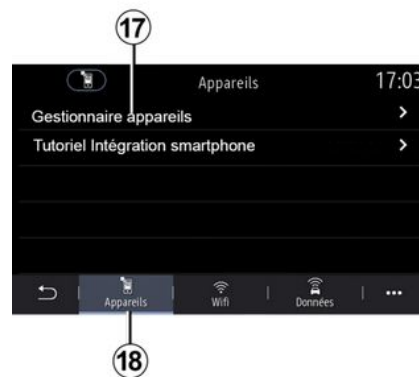 17
Appareils 17:03
Gestionnaire appareils
Tutoriel Intégration smartphone
Appareils Wifi Données
18